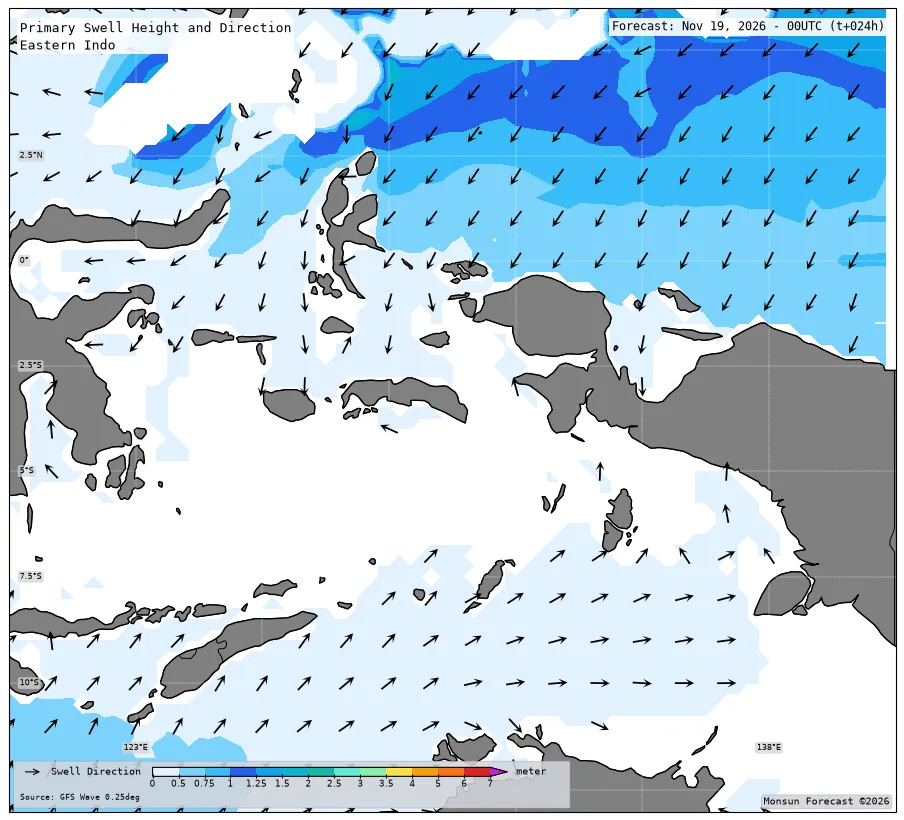 Primary Swell Height and Direction
Eastern Indo
Forecast: Nov 19, 2026 - 00UTC (t+024h)
2.5°N
0°
2.5°S
5°S
7.5°S
10°S
123°E
138°E
Swell Direction
0 0.5 0.75 1 1.25 1.5 1.75 2 2.5 3 3.5 4 5 6 7
meter
Source: GFS Wave 0.25deg
Monsun Forecast ©2026